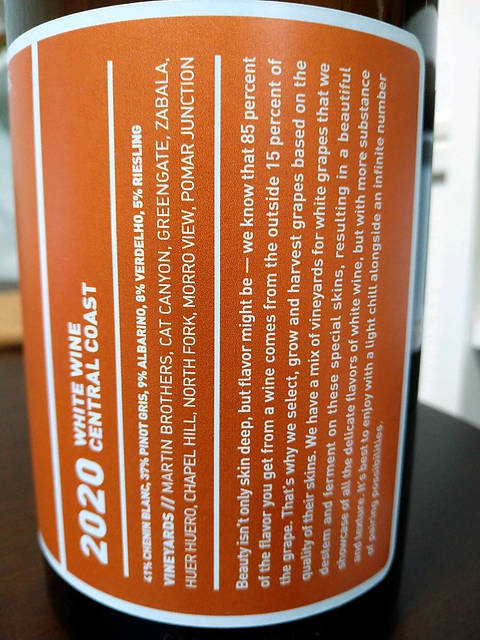 2020 WHITE WINE
CENTRAL COAST
41% CHENIN BLANC, 37% PINOT GRIS, 9% ALBARINO, 8% VERDELHO, 5% RIESLING
VINEYARDS // MARTIN BROTHERS, CAT CANYON, GREENGATE, ZABALA,
HUER HUERO, CHAPEL HILL, NORTH FORK, MORRO VIEW, POMAR JUNCTION
Beauty isn't only skin deep, but flavor might be — we know that 85 percent
of the flavor you get from a wine comes from the outside 15 percent of
the grape. That's why we select, grow and harvest grapes based on the
quality of their skins. We have a mix of vineyards for white grapes that we
destem and ferment on these special skins, resulting in a beautiful
showcase of all the delicate flavors of white wine, but with more substance
and texture. It's best to enjoy with a light chill alongside an infinite number
of pairing possibilities.